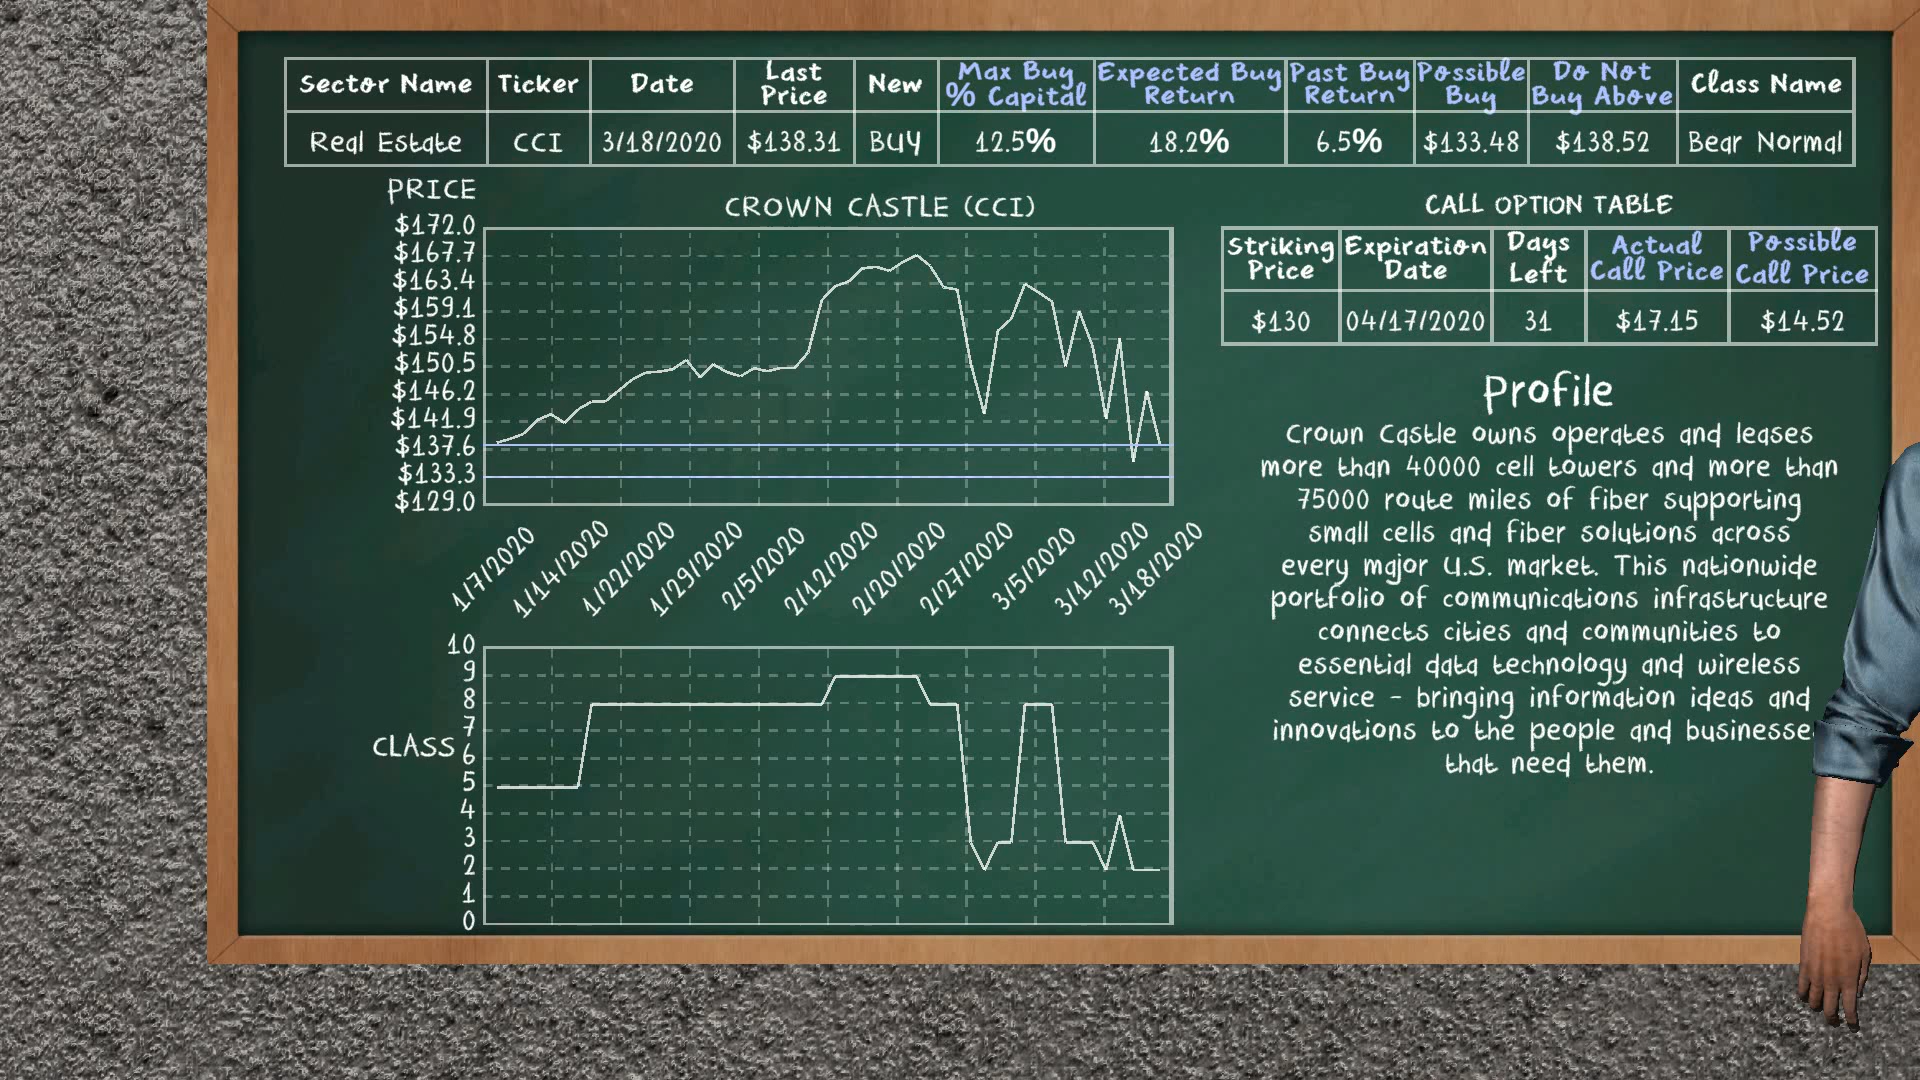 Sector Name Ticker Date Last Price New Max Buy % Capital Expected Buy Return Past Buy Return Possible Buy Do Not Buy Above Class Name
Real Estate CCI 3/18/2020 $138.31 BUY 12.5% 18.2% 6.5% $133.48 $138.52 Bear Normal
PRICE
CROWN CASTLE (CCI)
$172.0
$167.7
$163.4
$159.1
$154.8
$150.5
$146.2
$141.9
$137.6
$133.3
$129.0
1/7/2020 1/14/2020 1/22/2020 1/29/2020 2/5/2020 2/12/2020 2/20/2020 2/27/2020 3/5/2020 3/12/2020 3/18/2020
CLASS
10
9
8
7
6
5
4
3
2
1
0
CALL OPTION TABLE
Striking Price Expiration Date Days Left Actual Call Price Possible Call Price
$130 04/17/2020 31 $17.15 $14.52
Profile
Crown Castle owns operates and leases
more than 40000 cell towers and more than
75000 route miles of fiber supporting
small cells and fiber solutions across
every major U.S. market. This nationwide
portfolio of communications infrastructure
connects cities and communities to
essential data technology and wireless
service - bringing information ideas and
innovations to the people and businesse
that need them.